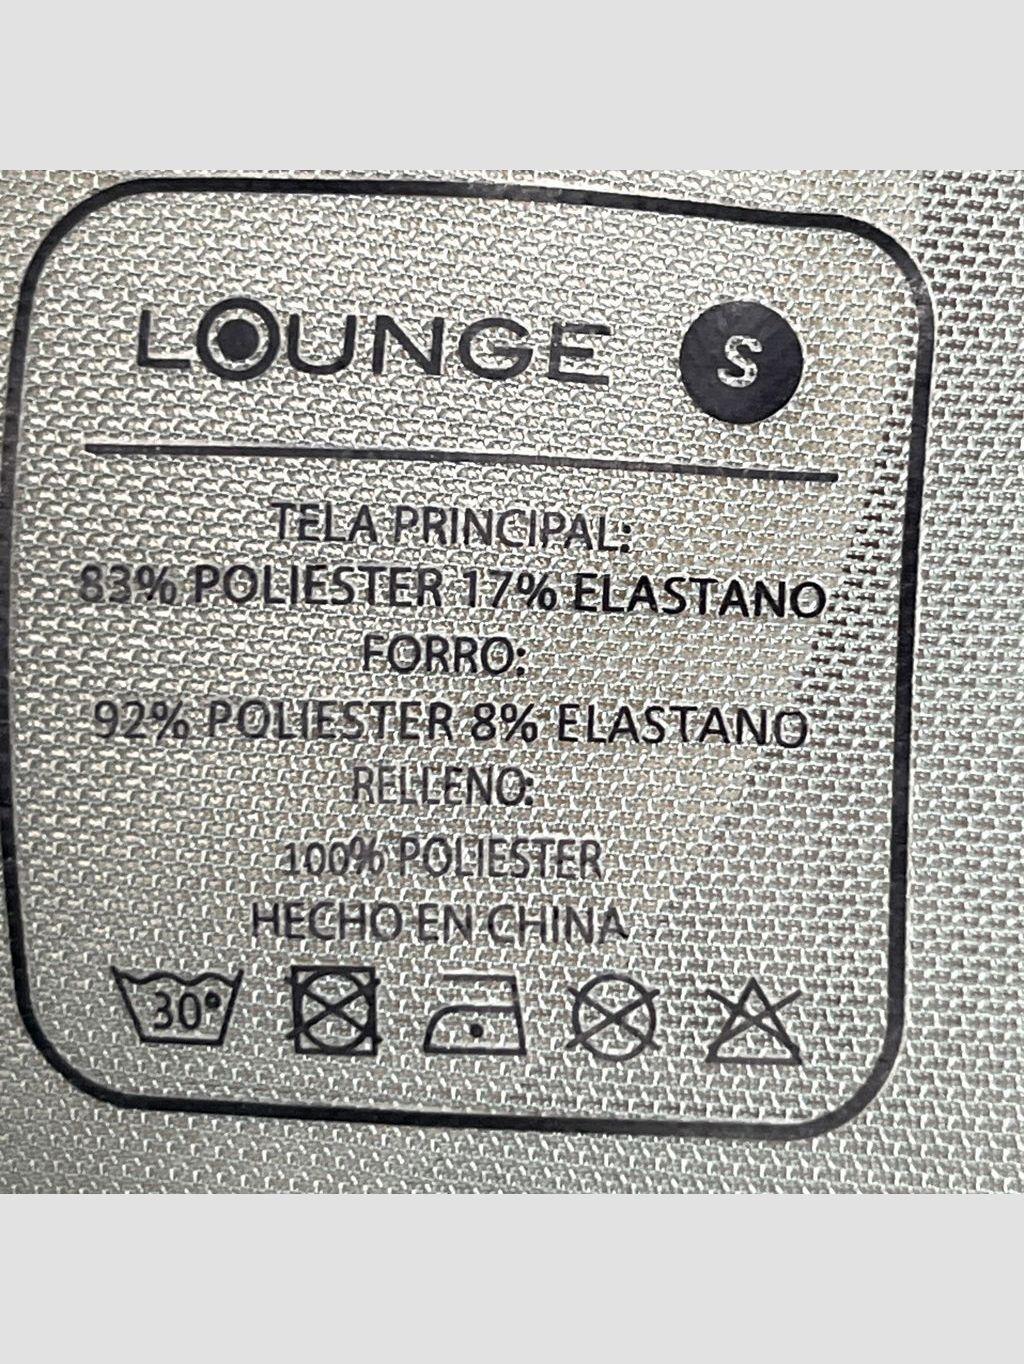 LOUNGE S
TELA PRINCIPAL:
83% POLIESTER 17% ELASTANO
FORRO:
92% POLIESTER 8% ELASTANO
RELLENO:
100% POLIESTER
HECHO EN CHINA
30°